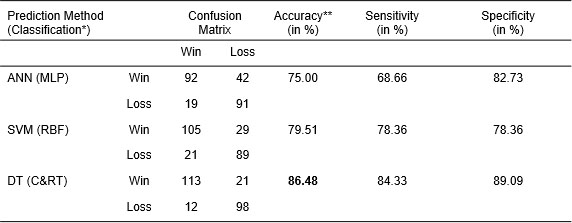 Prediction Method (Classification*) Confusion Matrix Accuracy** (in %) Sensitivity (in %) Specificity (in %)
Win Loss
ANN (MLP) Win 92 42 75.00 68.66 82.73
Loss 19 91
SVM (RBF) Win 105 29 79.51 78.36 78.36
Loss 21 89
DT (C&RT) Win 113 21 86.48 84.33 89.09
Loss 12 98